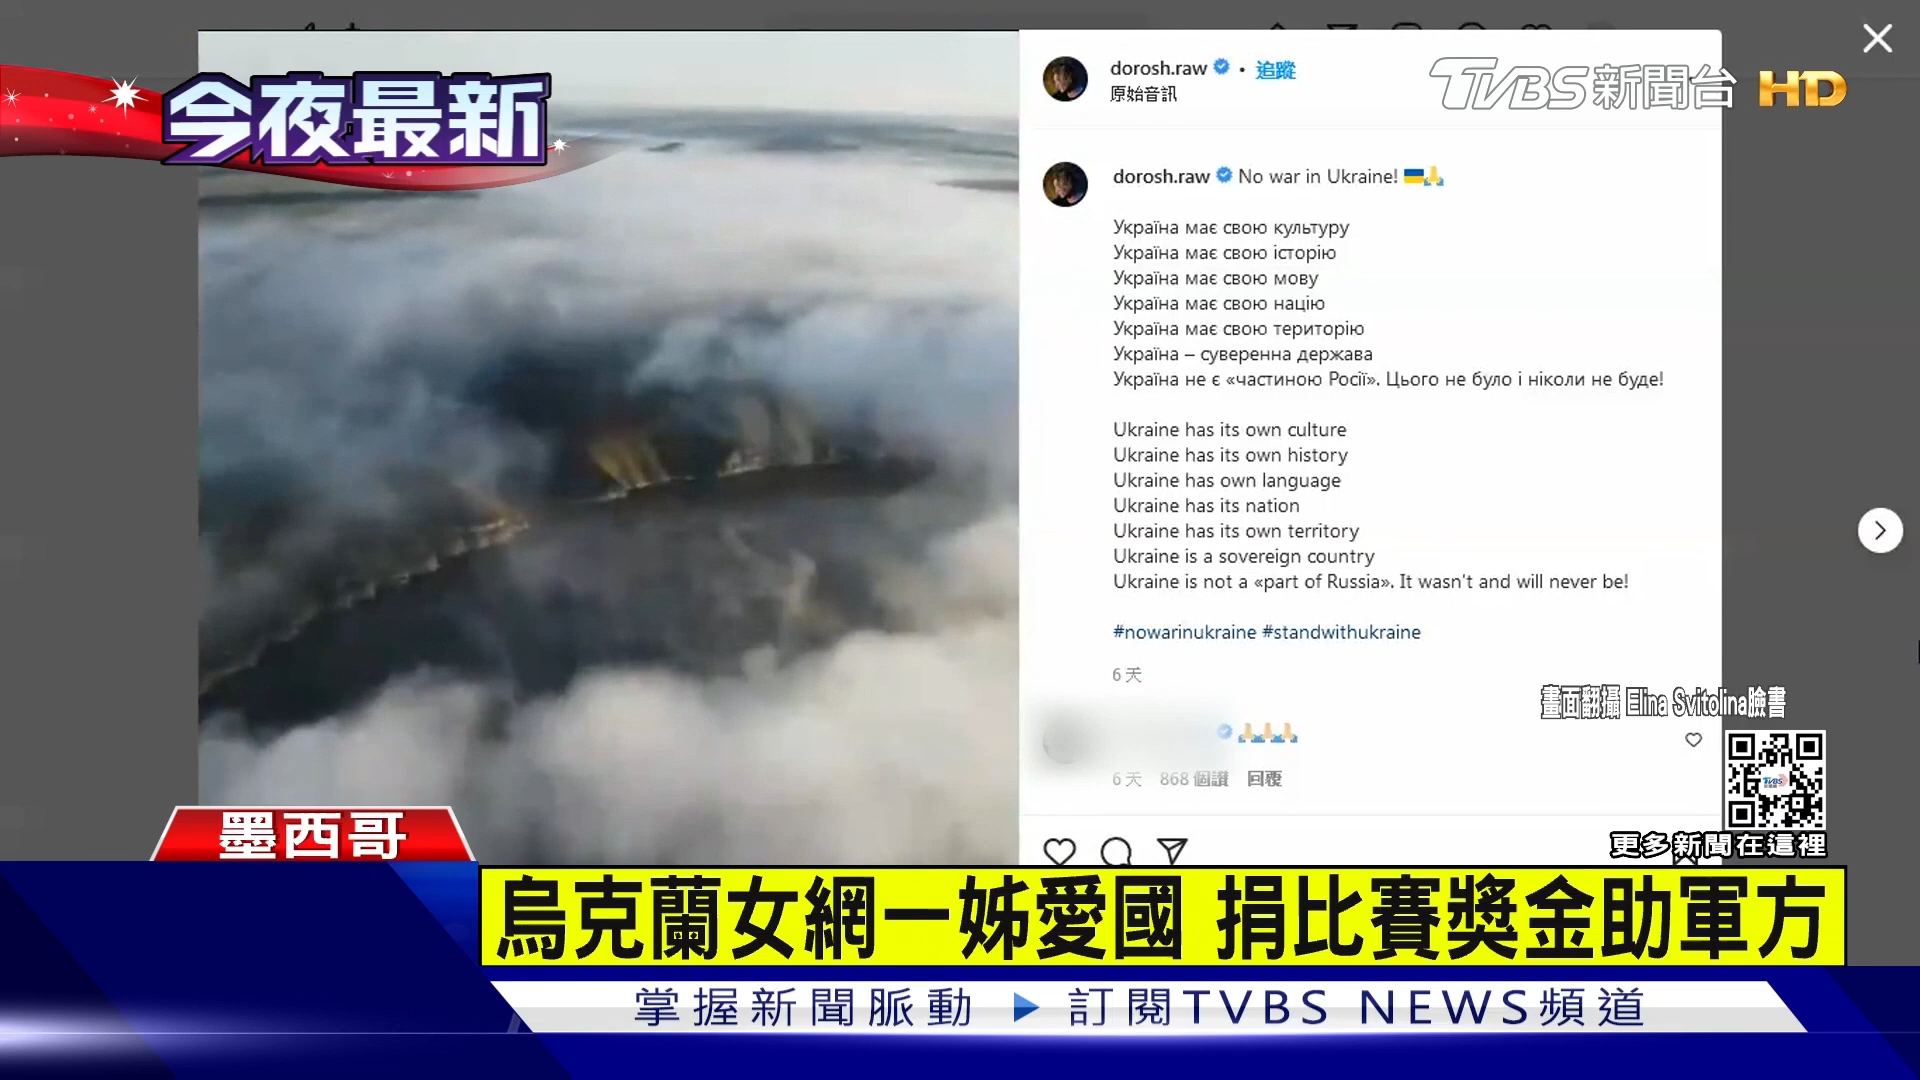 今夜最新
TVBS新聞台 HD
dorosh.raw • 追蹤
原始音訊
dorosh.raw No war in Ukraine! 🇺🇦🙏
Україна має свою культуру
Україна має свою історію
Україна має свою мову
Україна має свою націю
Україна має свою територію
Україна – суверенна держава
Україна не є «частиною Росії». Цього не було і ніколи не буде!
Ukraine has its own culture
Ukraine has its own history
Ukraine has own language
Ukraine has its nation
Ukraine has its own territory
Ukraine is a sovereign country
Ukraine is not a «part of Russia». It wasn't and will never be!
#nowarinukraine #standwithukraine
6 天
畫面翻攝 Elina Svitolina臉書
🙏🙏🙏
6 天 868 個讚 回覆
TVBS
更多新聞在這裡
墨西哥
烏克蘭女網一姊愛國 捐比賽獎金助軍方
掌握新聞脈動 ▶ 訂閱TVBS NEWS頻道